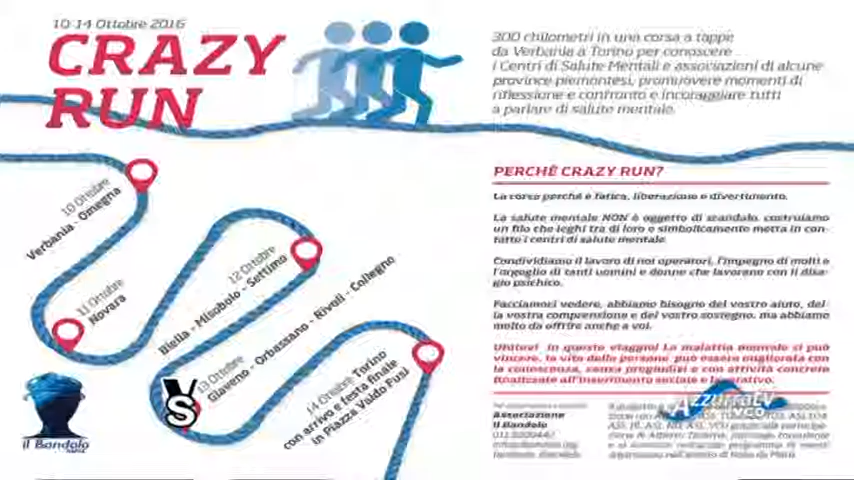 10-14 Ottobre 2016
CRAZY
RUN
300 chilometri in una corsa a tappe
da Verbania a Torino per conoscere
i Centri di Salute Mentali e associazioni di alcune
province piemontesi, promuovere momenti di
riflessione e confronto e incoraggiare tutti
a parlare di salute mentale.
PERCHÈ CRAZY RUN?
La corsa perché è fatica, liberazione e divertimento.
La salute mentale NON è oggetto di scandalo, costruiamo
un filo che leghi tra di loro e simbolicamente metta in con-
tatto i centri di salute mentale
Condividiamo il lavoro di noi operatori, l'impegno di molti e
l'orgoglio di tanti uomini e donne che lavorano con il disa-
gio psichico.
Facciamoci vedere, abbiamo bisogno del vostro aiuto, del-
la vostra comprensione e del vostro sostegno, ma abbiamo
molto da offrire anche a voi.
in questo viaggio! La malattia mentale si può
vincere, la vita delle persone può essere migliorata con
la conoscenza, senza pregiudizi e con attività concrete
finalizzate all'inserimento sociale e lavorativo.
10 Ottobre
Verbania - Omegna
11 Ottobre
Novara
12 Ottobre
Biella - Misobolo - Settimo
13 Ottobre
Giaveno - Orbassano - Rivoli - Collegno
14 Ottobre Torino
con arrivo e festa finale
in Piazza Valdo Fusi
VS
il Bandolo
Azzurra TV
VCO
Associazione
Il Bandolo